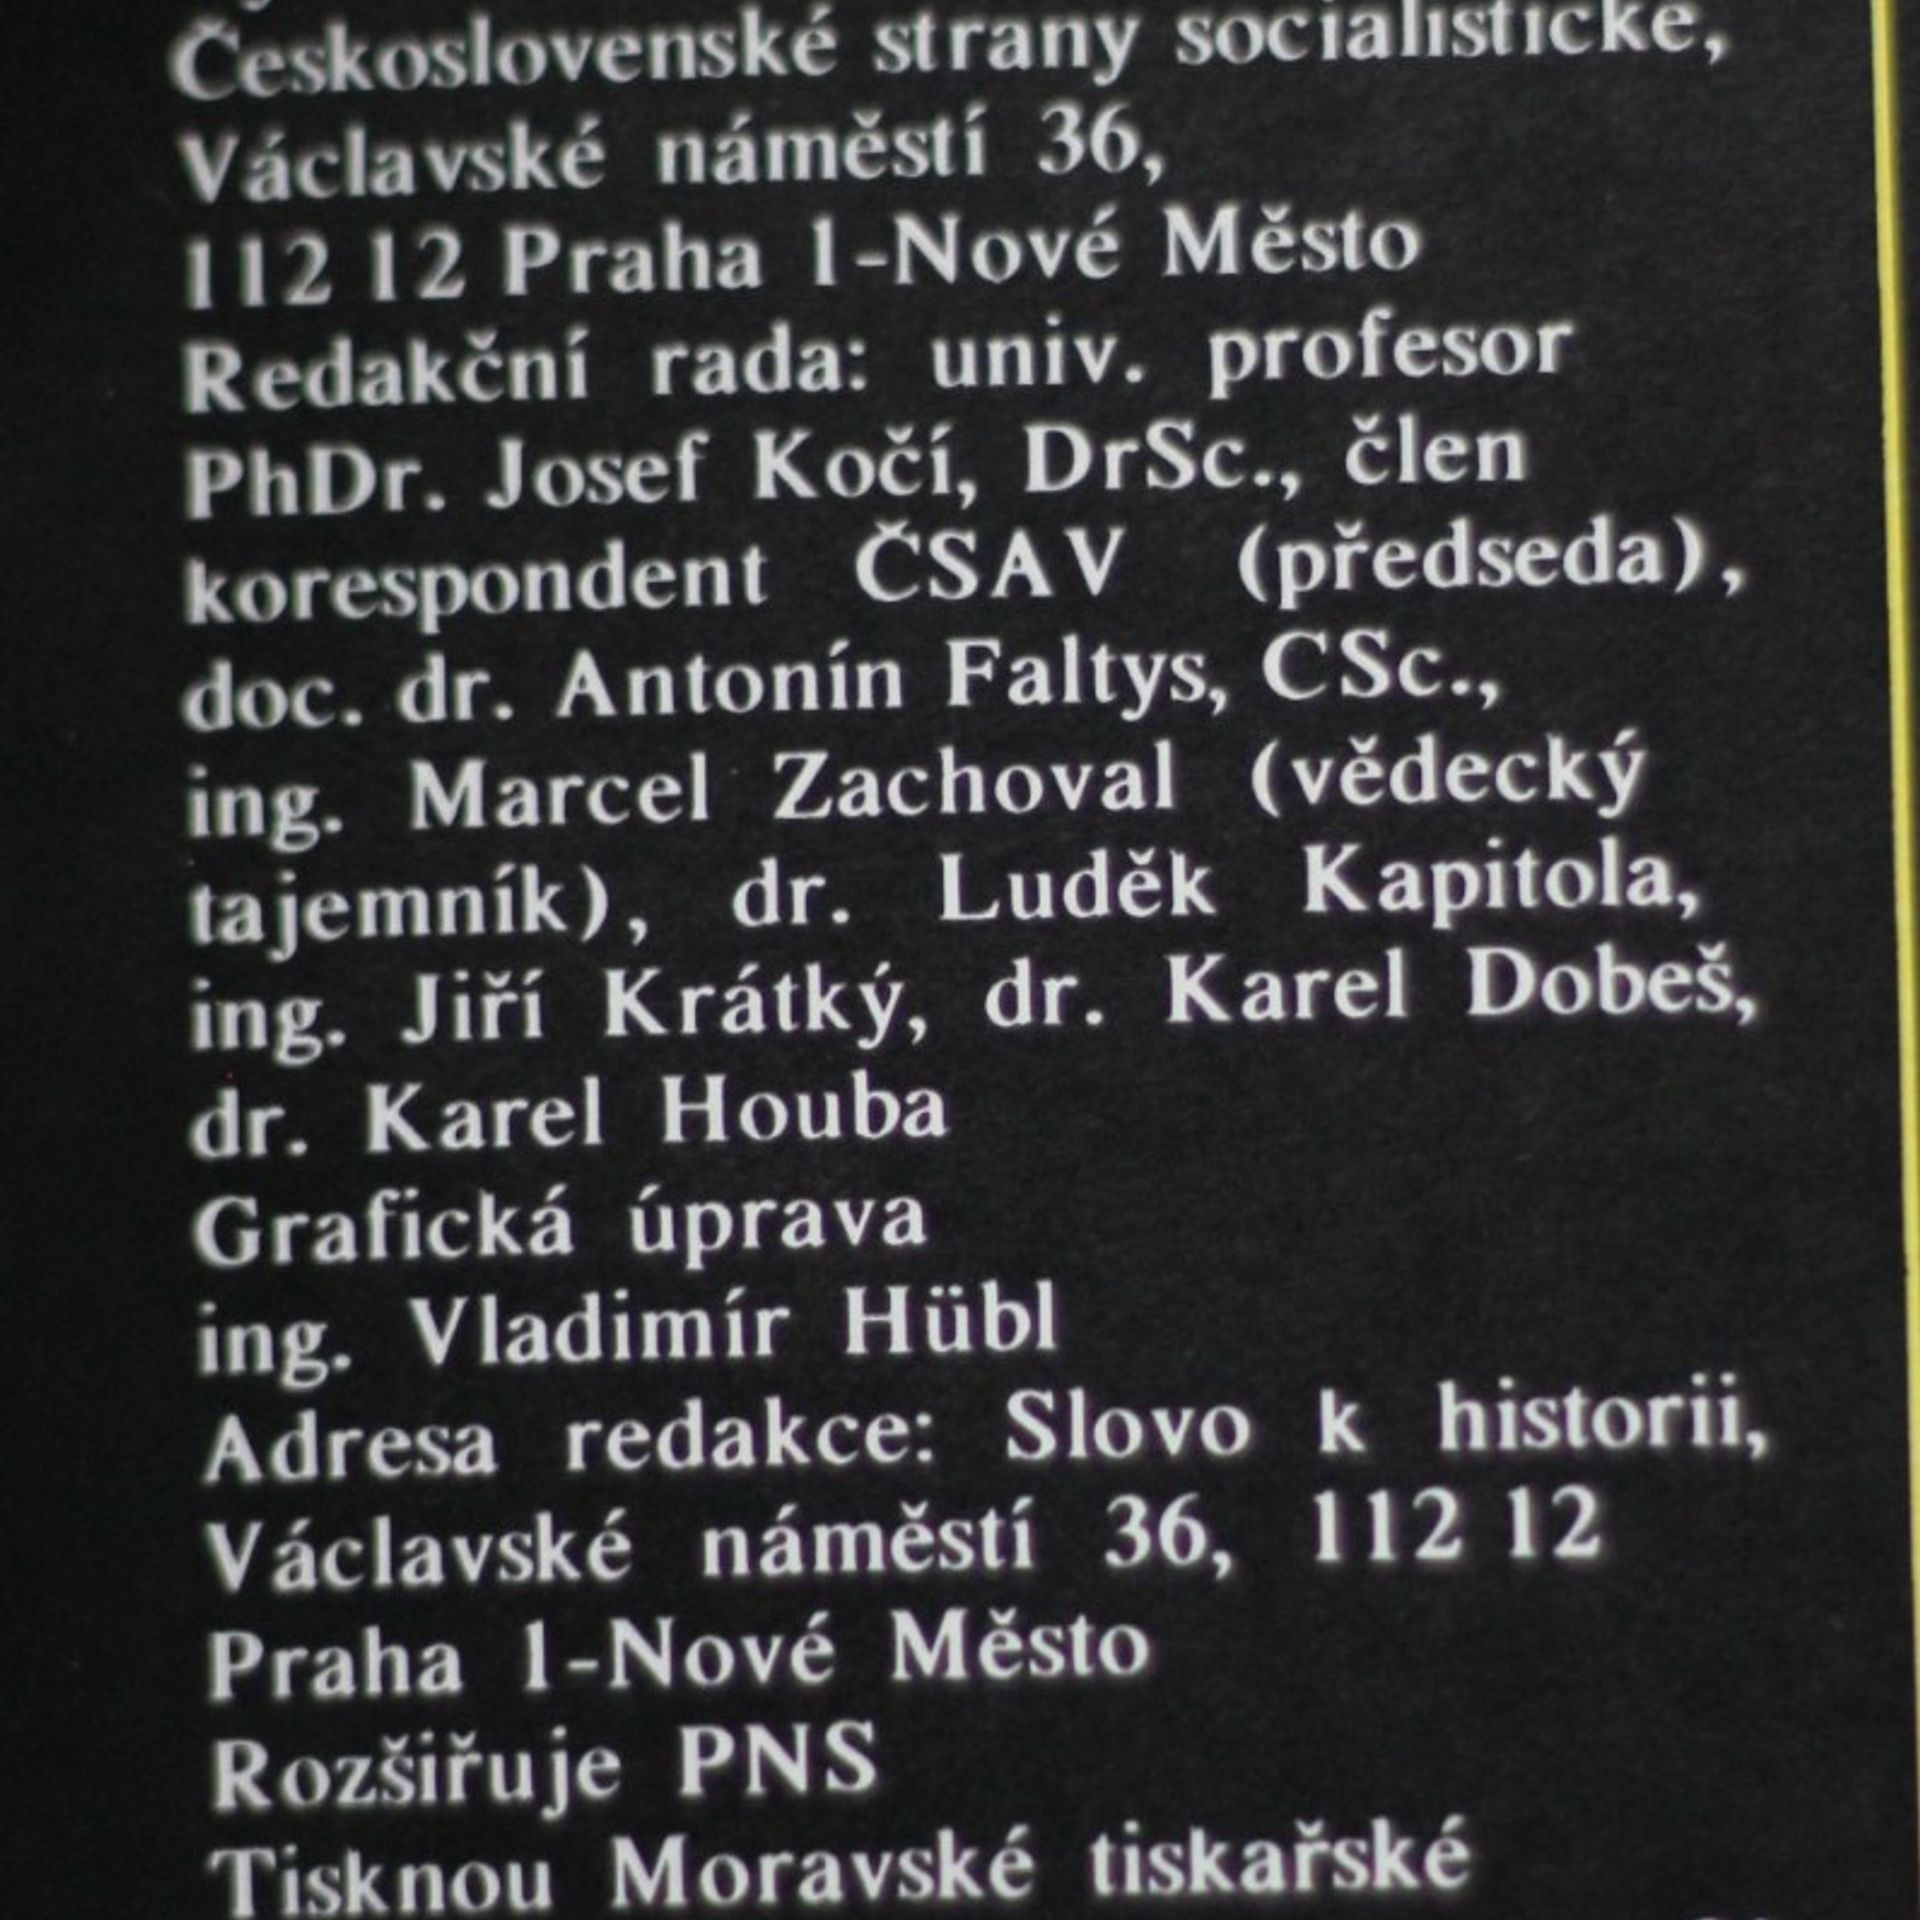 Československé strany socialistické,
Václavské náměstí 36,
112 12 Praha 1-Nové Město
Redakční rada: univ. profesor
PhDr. Josef Kočí, DrSc., člen
korespondent ČSAV (předseda),
doc. dr. Antonín Faltys, CSc.,
ing. Marcel Zachoval (vědecký
tajemník), dr. Luděk Kapitola,
ing. Jiří Krátký, dr. Karel Dobeš,
dr. Karel Houba
Grafická úprava
ing. Vladimír Hübl
Adresa redakce: Slovo k historii,
Václavské náměstí 36, 112 12
Praha 1-Nové Město
Rozšiřuje PNS
Tisknou Moravské tiskařské